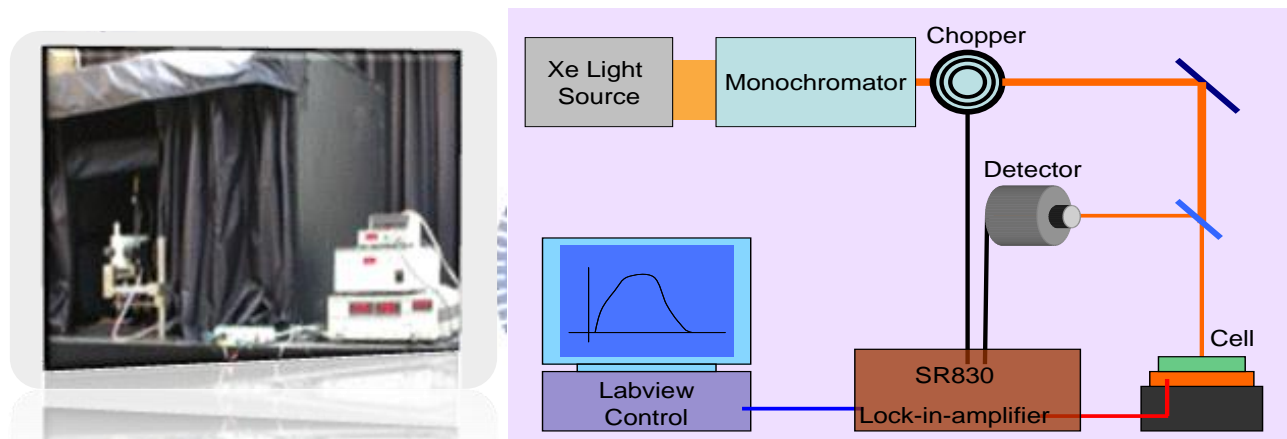 Chopper
Xe Light
Source
Monochromator
Detector
Cell
SR830
Labview
Control
Lock-in-amplifier